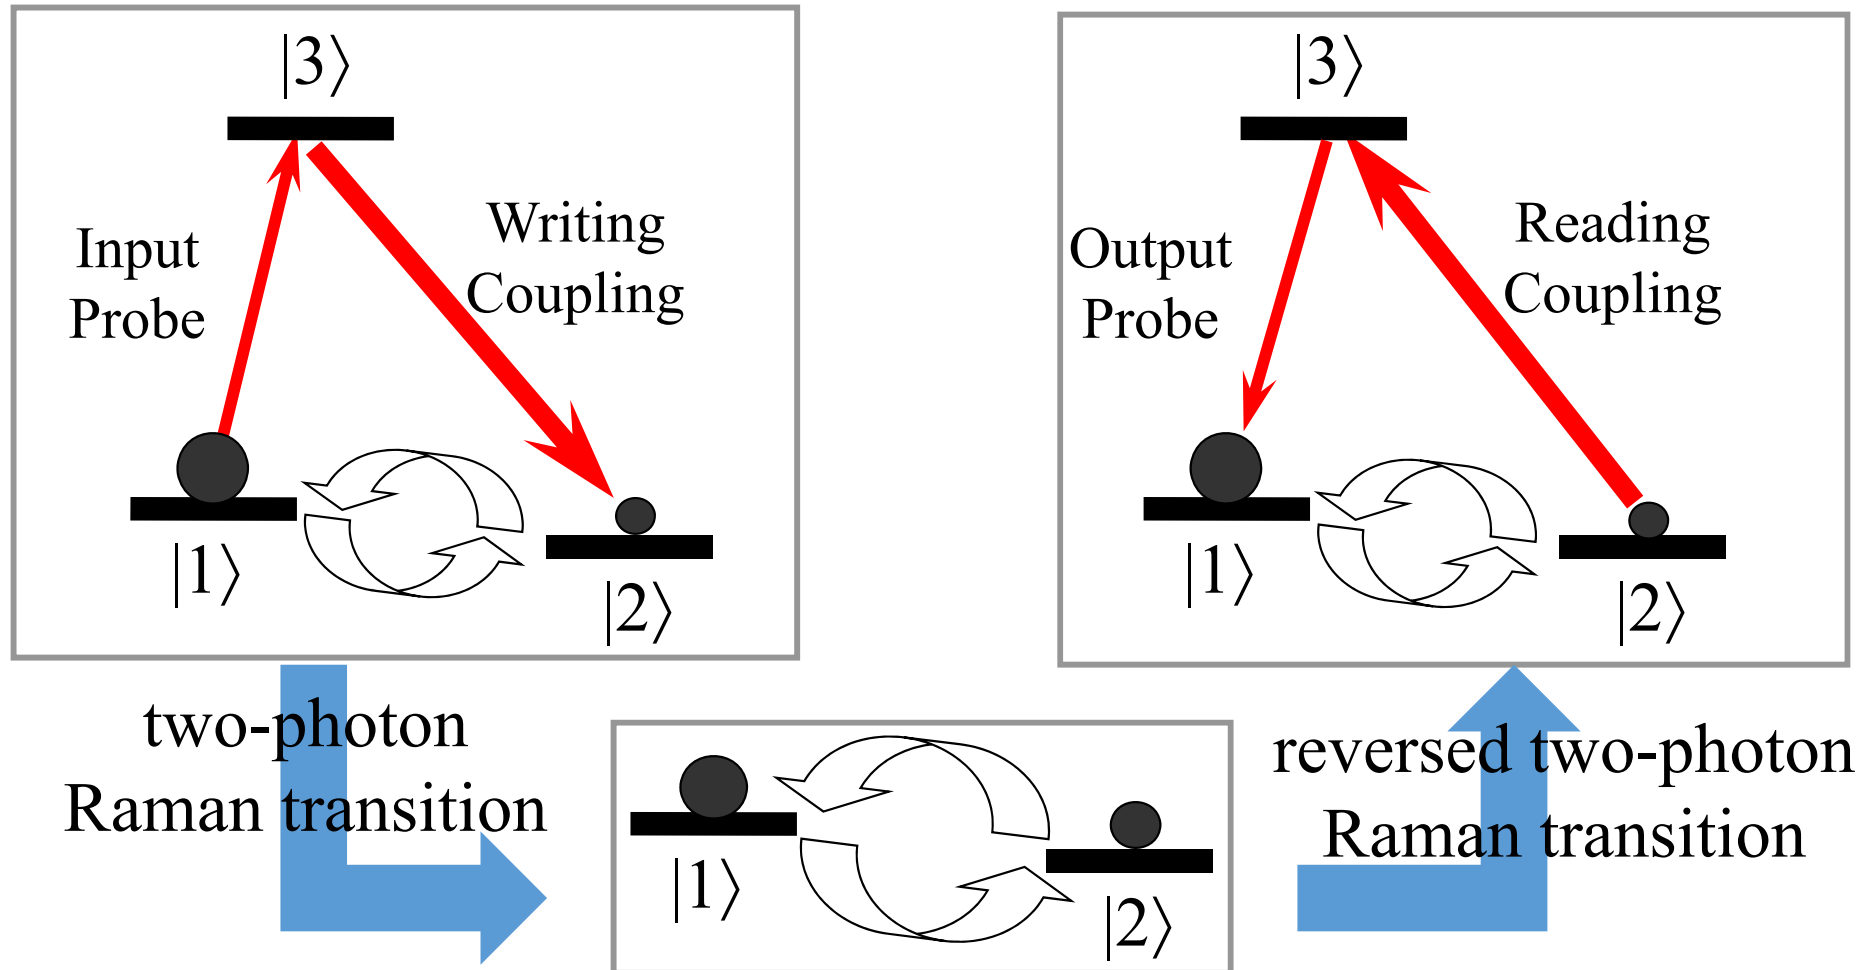 |3⟩
Input
Probe
Writing
Coupling
|1⟩
|2⟩
|3⟩
Output
Probe
Reading
Coupling
|1⟩
|2⟩
two-photon
Raman transition
|1⟩
|2⟩
reversed two-photon
Raman transition